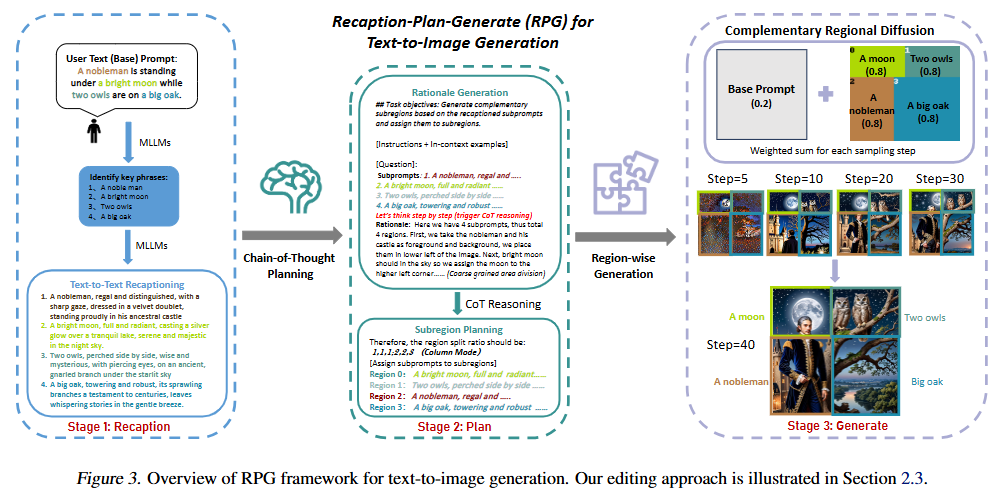 Recaption-Plan-Generate (RPG) for
Text-to-Image Generation
User Text (Base) Prompt:
A nobleman is standing
under a bright moon while
two owls are on a big oak.
MLLMs
Identify key phrases:
1、A noble man
2、A bright moon
3、Two owls
4、A big oak
MLLMs
Text-to-Text Recaptioning
1. A nobleman, regal and distinguished, with a
sharp gaze, dressed in a velvet doublet,
standing proudly in his ancestral castle
2. A bright moon, full and radiant, casting a silver
glow over a tranquil lake, serene and majestic
in the night sky.
3. Two owls, perched side by side, wise and
mysterious, with piercing eyes, on an ancient,
gnarled branch under the starlit sky
4. A big oak, towering and robust, its sprawling
branches a testament to centuries, leaves
whispering stories in the gentle breeze.
Stage 1: Recaption
Chain-of-Thought
Planning
Rationale Generation
## Task objectives: Generate complementary
subregions based on the recaptioned subprompts
and assign them to subregions.
[Instructions + In-context examples]
[Question]:
Subprompts: 1. A nobleman, regal and .....
2. A bright moon, full and radiant ......
3. Two owls, perched side by side ......
4. A big oak, towering and robust ......
Let's think step by step (trigger CoT reasoning)
Rationale: Here we have 4 subprompts, thus total
4 regions. First, we take the nobleman and his
castle as foreground and background, we place
them in lower left of the image. Next, bright moon
should in the sky so we assign the moon to the
higher left corner...... (Coarse grained area division)
CoT Reasoning
Subregion Planning
Therefore, the region split ratio should be:
1,1,1;2,2,3 (Column Mode)
[Assign subprompts to subregions]
Region 0: A bright moon, full and radiant......
Region 1: Two owls, perched side by side ......
Region 2: A nobleman, regal and .....
Region 3: A big oak, towering and robust ......
Stage 2: Plan
Region-wise
Generation
Complementary Regional Diffusion
Base Prompt
(0.2)
0
A moon
(0.8)
1
Two owls
(0.8)
2
A
nobleman
(0.8)
3
A big oak
(0.8)
Weighted sum for each sampling step
Step=5 Step=10 Step=20 Step=30
A moon
Two owls
Step=40
A nobleman
Big oak
Stage 3: Generate
Figure 3. Overview of RPG framework for text-to-image generation. Our editing approach is illustrated in Section 2.3.